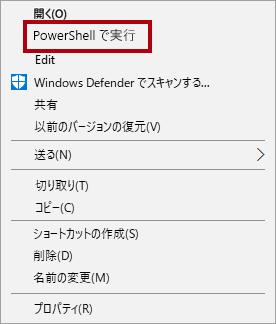 開く(O)
PowerShell で実行
Edit
Windows Defender でスキャンする...
共有
以前のバージョンの復元(V)
送る(N)
切り取り(T)
コピー(C)
ショートカットの作成(S)
削除(D)
名前の変更(M)
プロパティ(R)